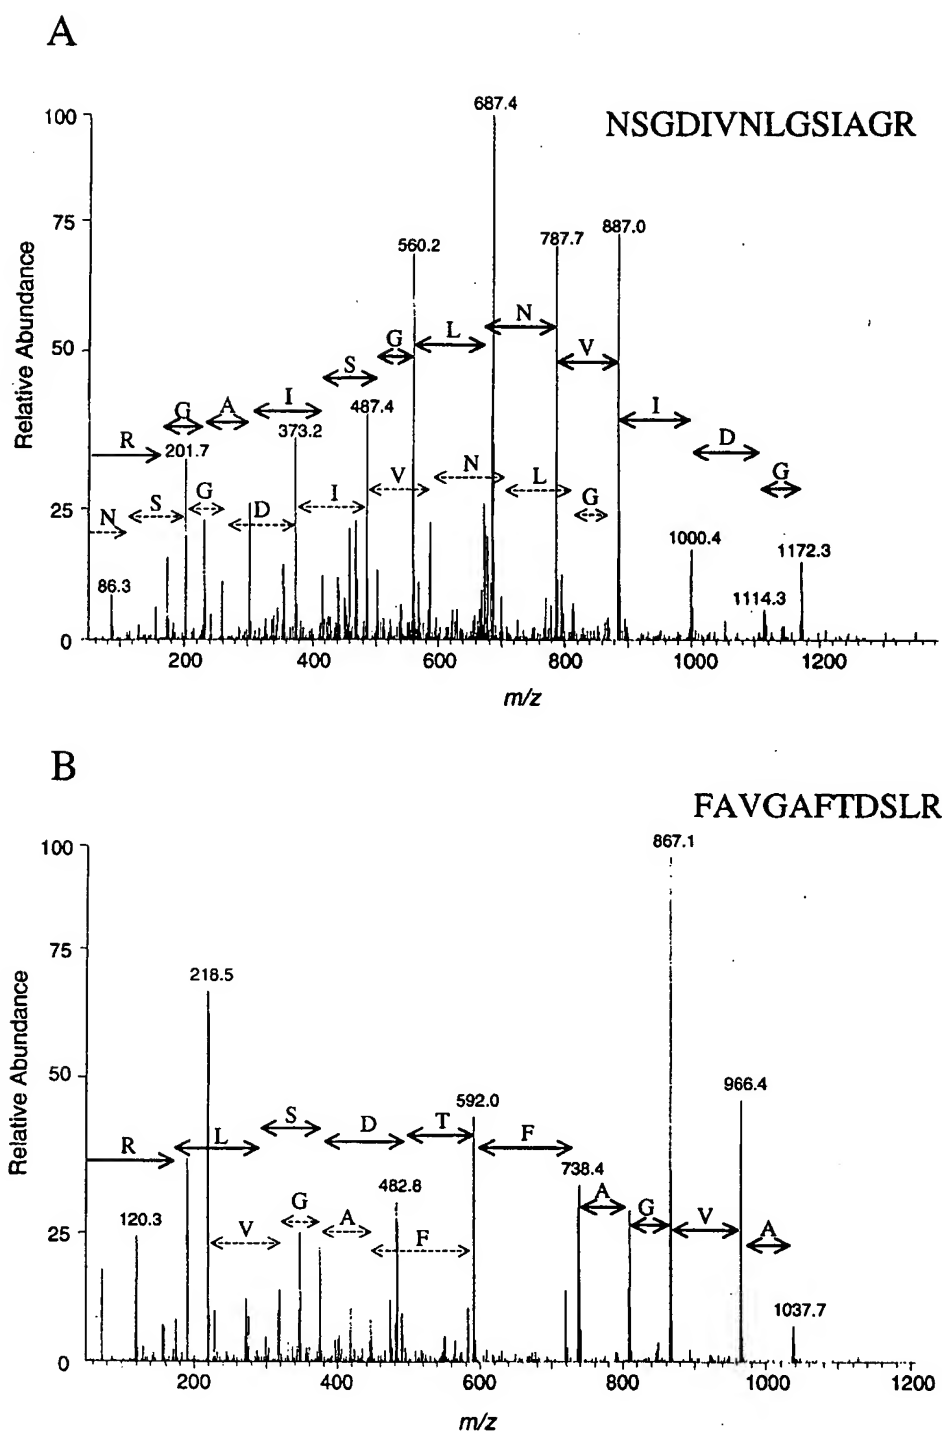 A
NSGDIVNLGSIAGR
Relative Abundance
100
75
50
25
0
687.4
887.0
787.7
560.2
N
L
V
G
S
I
487.4
G
A
373.2
I
R
201.7
D
N
V
L
S
G
I
G
G
D
N
86.3
1000.4
1172.3
1114.3
200
400
600
800
1000
1200
m/z
B
FAVGAFTDSLR
Relative Abundance
100
75
50
25
0
867.1
218.5
966.4
592.0
S
D
T
F
R
L
738.4
A
482.8
G
V
A
120.3
V
G
A
F
1037.7
200
400
600
800
1000
1200
m/z